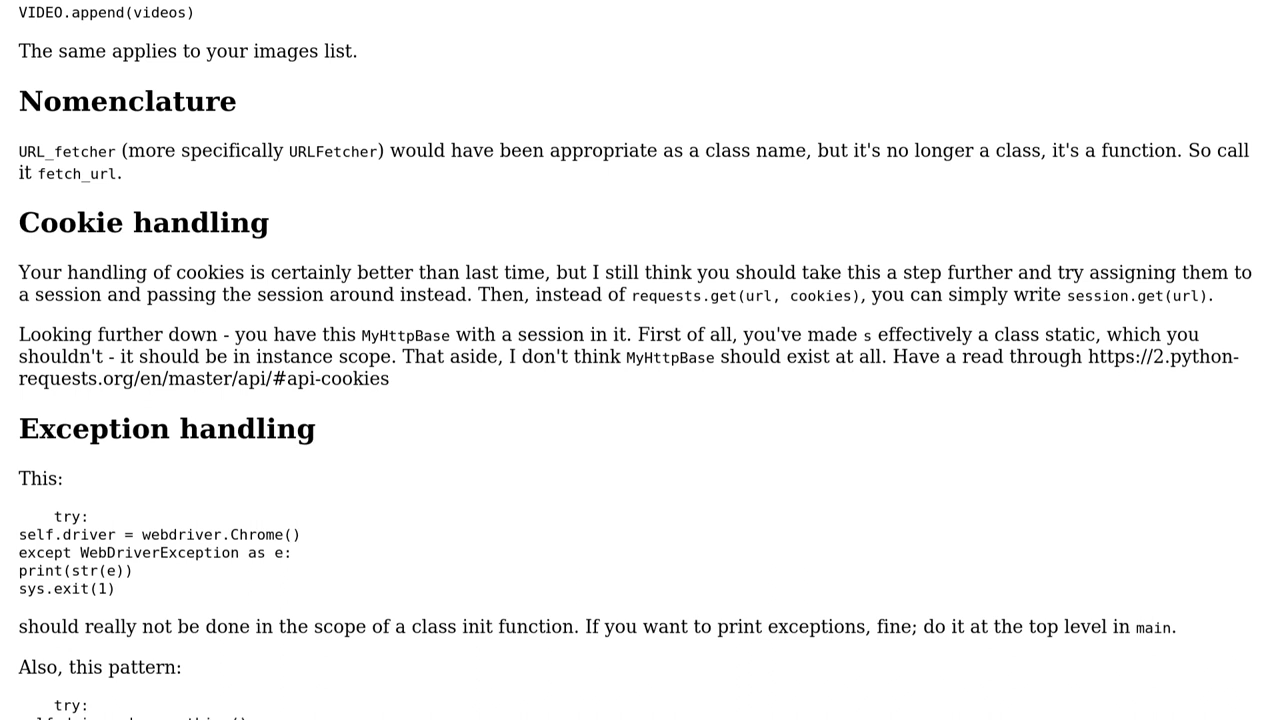 VIDEO.append(videos)
The same applies to your images list.
Nomenclature
URL_fetcher (more specifically URLFetcher) would have been appropriate as a class name, but it's no longer a class, it's a function. So call
it fetch_url.
Cookie handling
Your handling of cookies is certainly better than last time, but I still think you should take this a step further and try assigning them to
a session and passing the session around instead. Then, instead of requests.get(url, cookies), you can simply write session.get(url).
Looking further down - you have this MyHttpBase with a session in it. First of all, you've made s effectively a class static, which you
shouldn't - it should be in instance scope. That aside, I don't think MyHttpBase should exist at all. Have a read through https://2.python-
requests.org/en/master/api/#api-cookies
Exception handling
This:
    try:
self.driver = webdriver.Chrome()
except WebDriverException as e:
print(str(e))
sys.exit(1)
should really not be done in the scope of a class init function. If you want to print exceptions, fine; do it at the top level in main.
Also, this pattern:
    try: